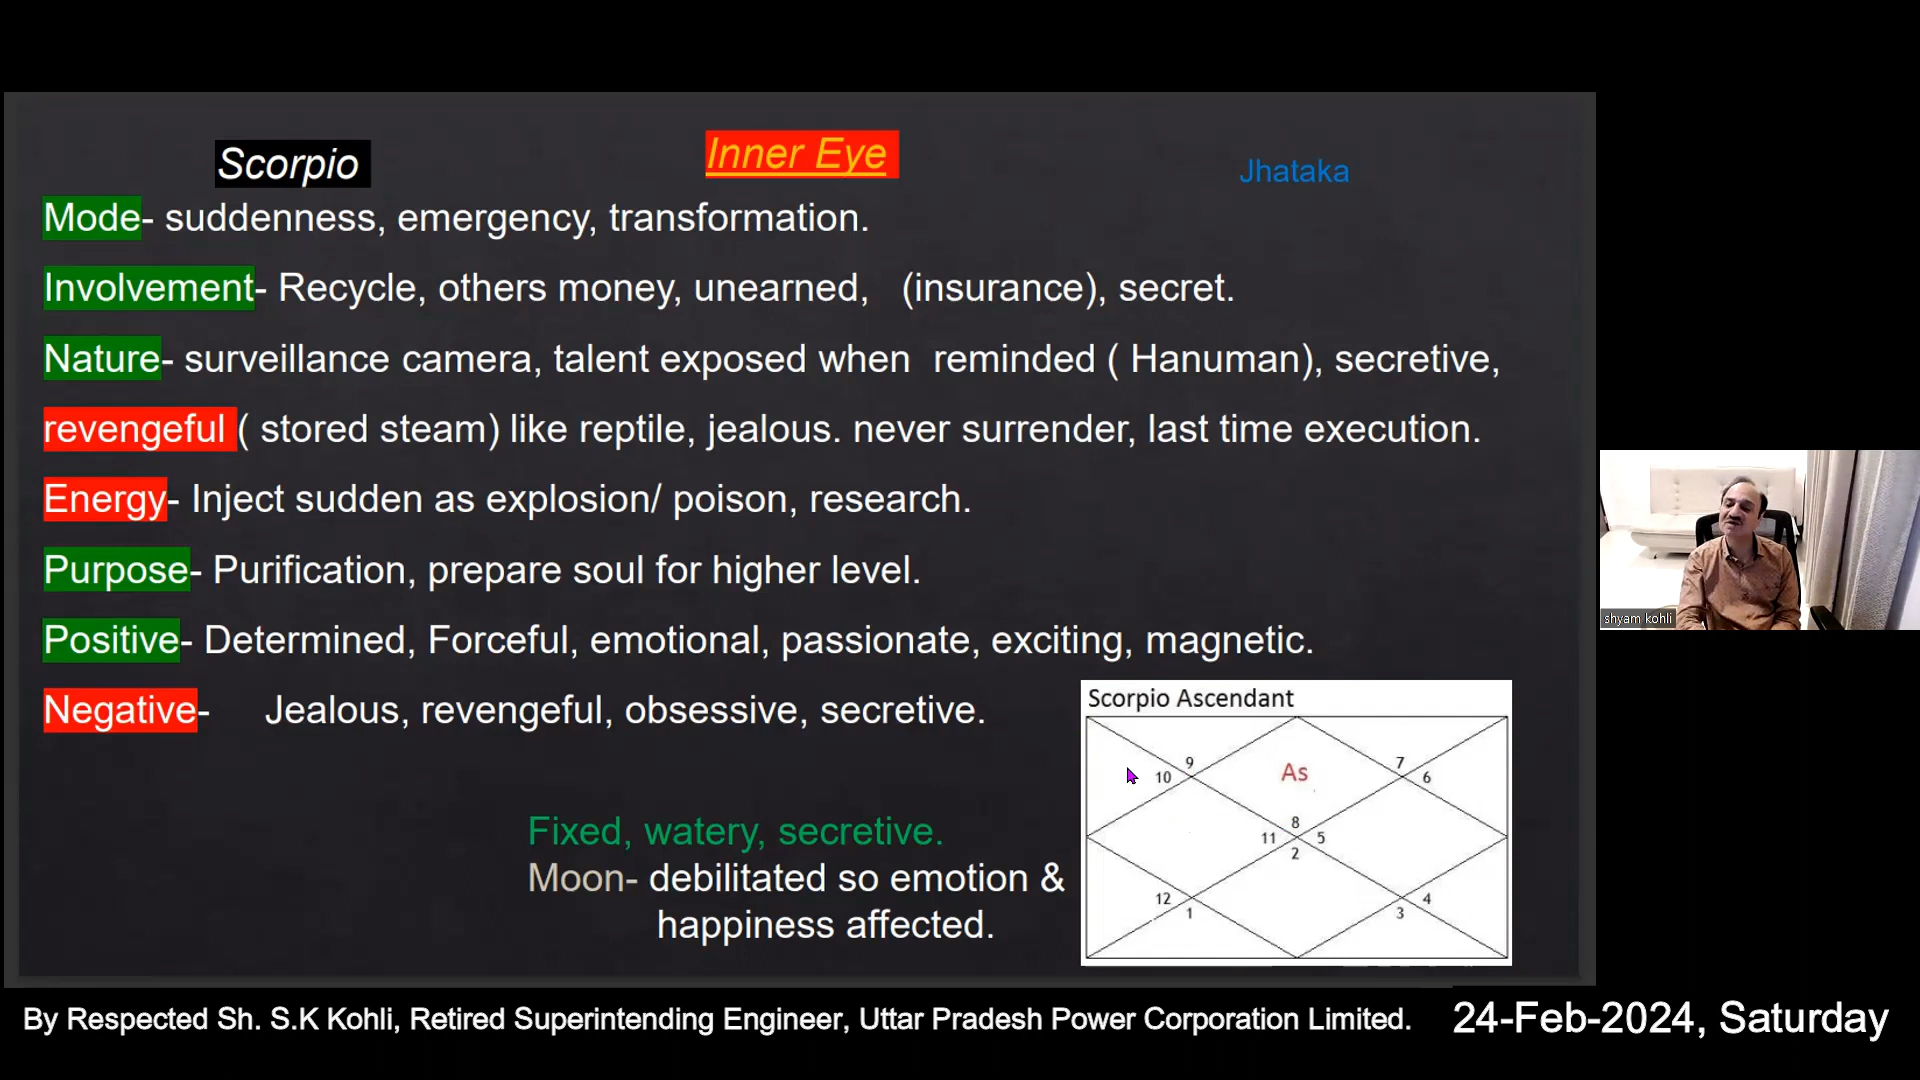 Scorpio
Inner Eye
Jhataka
Mode- suddenness, emergency, transformation.
Involvement- Recycle, others money, unearned, (insurance), secret.
Nature- surveillance camera, talent exposed when reminded ( Hanuman), secretive,
revengeful ( stored steam) like reptile, jealous. never surrender, last time execution.
Energy- Inject sudden as explosion/ poison, research.
Purpose- Purification, prepare soul for higher level.
Positive- Determined, Forceful, emotional, passionate, exciting, magnetic.
Negative- Jealous, revengeful, obsessive, secretive.
Fixed, watery, secretive.
Moon- debilitated so emotion &
happiness affected.
Scorpio Ascendant
9 7
10 As 6
8
11 5
2
12 4
1 3
shyam kohli
By Respected Sh. S.K Kohli, Retired Superintending Engineer, Uttar Pradesh Power Corporation Limited.
24-Feb-2024, Saturday